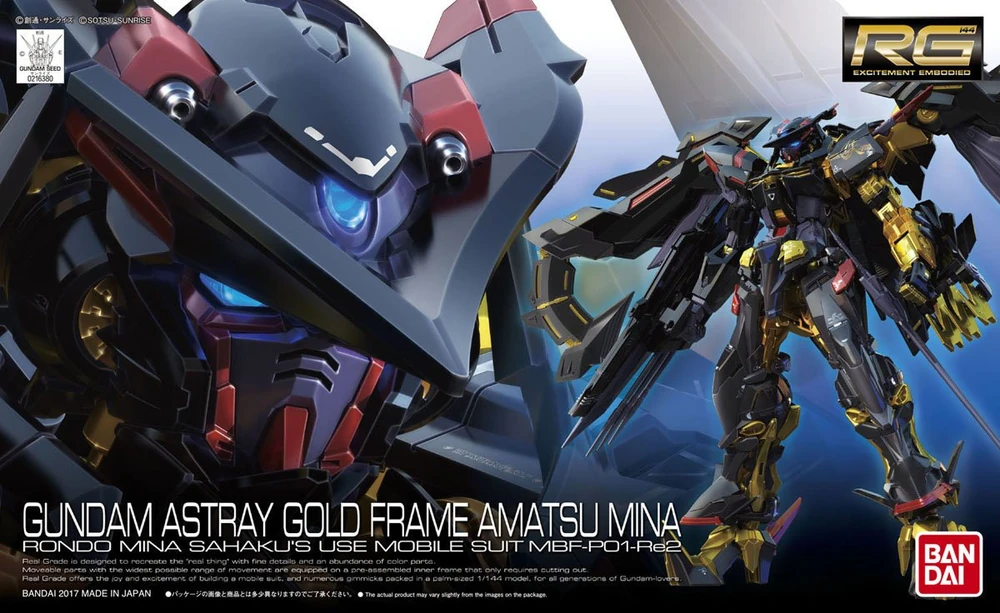 ©創通・サンライズ ©SOTSU・SUNRISE
GUNDAM SEED
サンライズ
0216380
RG 1/44
EXCITEMENT EMBODIED
GUNDAM ASTRAY GOLD FRAME AMATSU MINA
RONDO MINA SAHAKU'S USE MOBILE SUIT MBF-P01-Re2
Real Grade is designed to recreate the "real thing" with fine details and an abundance of color parts.
Moveable parts with the widest possible range of movement are expanded on a pre-assembled inner frame that only requires cutting out.
Real Grade offers the joy and excitement of building a mobile suit, and numerous gimmicks packed in a palm-sized 1/144 model, for all generations of Gundam-lovers.
BANDAI 2017 MADE IN JAPAN ●パッケージの画像と商品とは多少異なりますのでご了承ください。 ● The actual product may vary slightly from the images on the package.
BAN
DAI